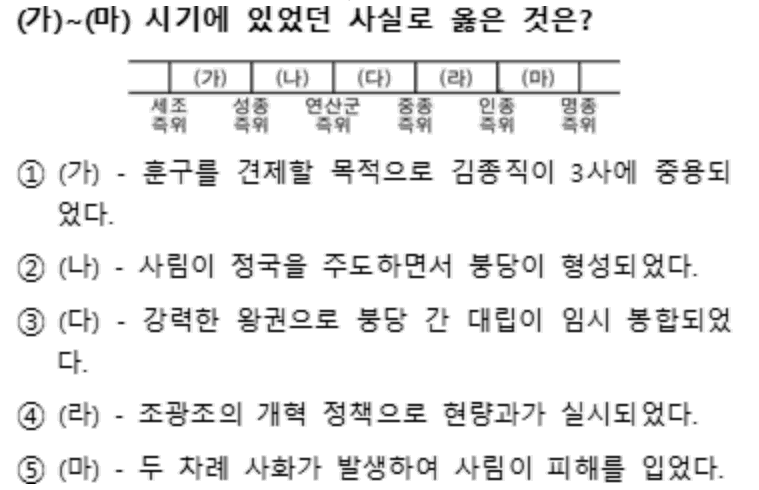 (가)~(마) 시기에 있었던 사실로 옳은 것은?
(가) (나) (다) (라) (마)
세조 성종 연산군 중종 인종 명종
즉위 즉위 즉위 즉위 즉위 즉위
① (가) - 훈구를 견제할 목적으로 김종직이 3사에 중용되
었다.
② (나) - 사림이 정국을 주도하면서 붕당이 형성되었다.
③ (다) - 강력한 왕권으로 붕당 간 대립이 임시 봉합되었
다.
④ (라) - 조광조의 개혁 정책으로 현량과가 실시되었다.
⑤ (마) - 두 차례 사화가 발생하여 사림이 피해를 입었다.